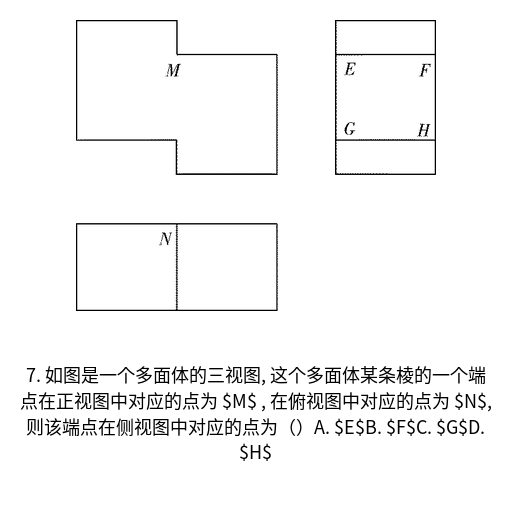 M
E F
G H
N
7. 如图是一个多面体的三视图, 这个多面体某条棱的一个端
点在正视图中对应的点为 $M$ , 在俯视图中对应的点为 $N$,
则该端点在侧视图中对应的点为（）A. $E$B. $F$C. $G$D.
$H$